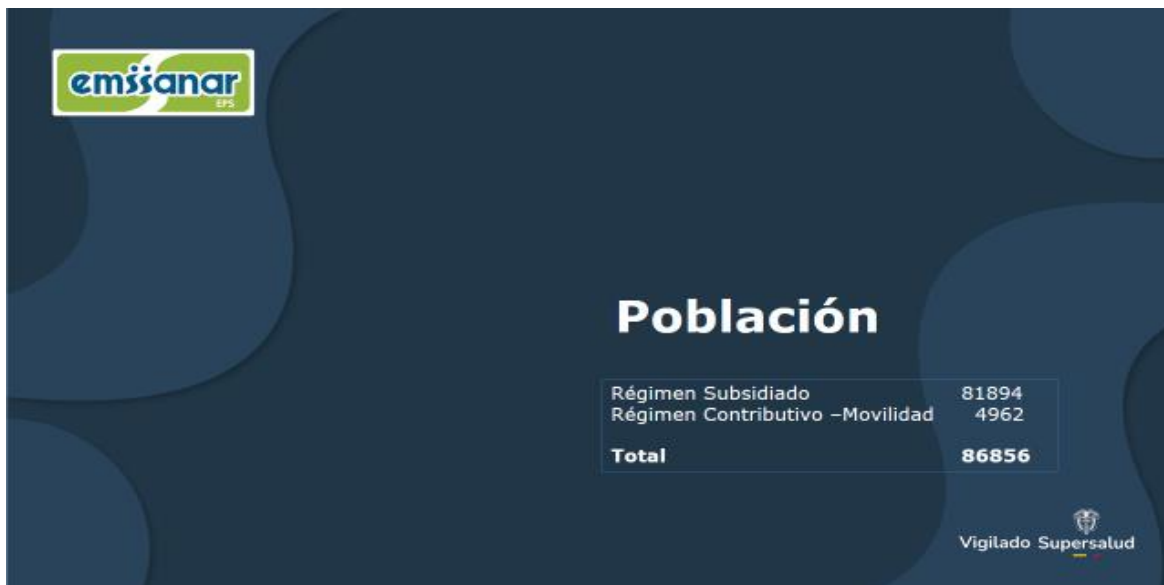 emssanar
EPS
Población
Régimen Subsidiado 81894
Régimen Contributivo –Movilidad 4962
Total 86856
Vigilado Supersalud